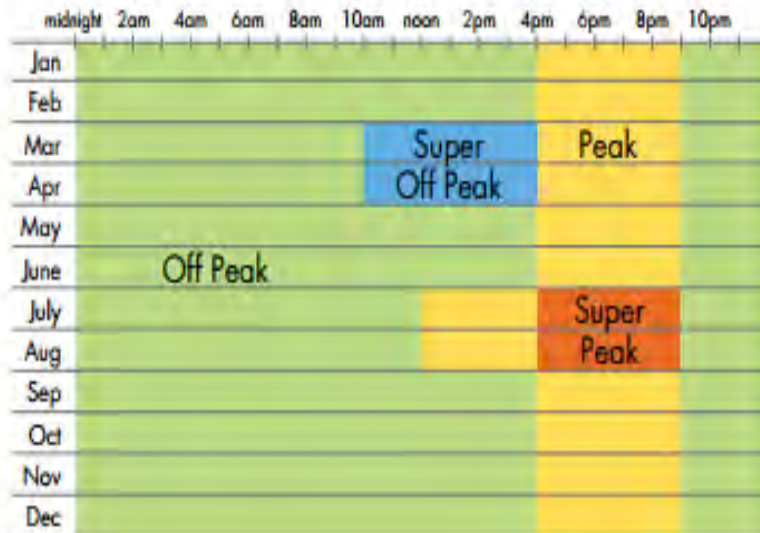 midnight 2am 4am 6am 8am 10am noon 2pm 4pm 6pm 8pm 10pm
Jan
Feb
Mar Super Peak
Apr Off Peak
May
June Off Peak
July Super
Aug Peak
Sep
Oct
Nov
Dec